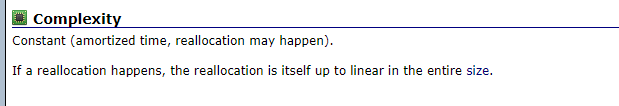 Complexity
Constant (amortized time, reallocation may happen).
If a reallocation happens, the reallocation is itself up to linear in the entire size.